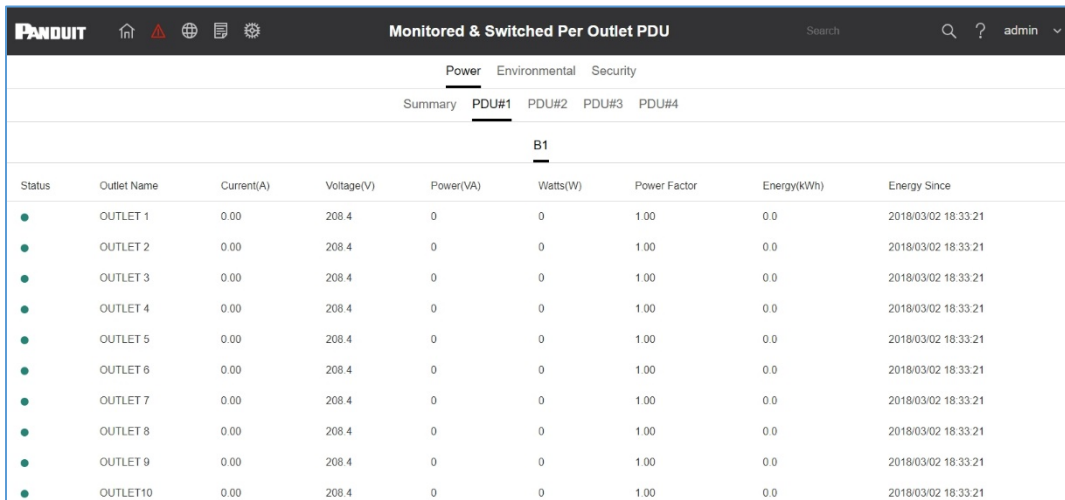 PANDUIT Monitored & Switched Per Outlet PDU Search ? admin
Power Environmental Security
Summary PDU#1 PDU#2 PDU#3 PDU#4
B1
Status Outlet Name Current(A) Voltage(V) Power(VA) Watts(W) Power Factor Energy(kWh) Energy Since
OUTLET 1 0.00 208.4 0 0 1.00 0.0 2018/03/02 18:33:21
OUTLET 2 0.00 208.4 0 0 1.00 0.0 2018/03/02 18:33:21
OUTLET 3 0.00 208.4 0 0 1.00 0.0 2018/03/02 18:33:21
OUTLET 4 0.00 208.4 0 0 1.00 0.0 2018/03/02 18:33:21
OUTLET 5 0.00 208.4 0 0 1.00 0.0 2018/03/02 18:33:21
OUTLET 6 0.00 208.4 0 0 1.00 0.0 2018/03/02 18:33:21
OUTLET 7 0.00 208.4 0 0 1.00 0.0 2018/03/02 18:33:21
OUTLET 8 0.00 208.4 0 0 1.00 0.0 2018/03/02 18:33:21
OUTLET 9 0.00 208.4 0 0 1.00 0.0 2018/03/02 18:33:21
OUTLET10 0.00 208.4 0 0 1.00 0.0 2018/03/02 18:33:21